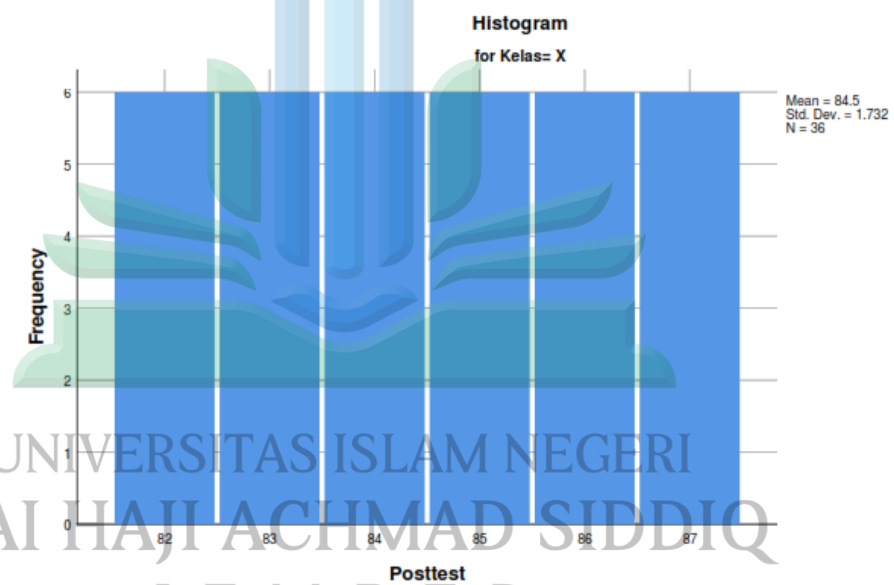 Histogram
for Kelas= X
Mean = 84.5
Std. Dev. = 1.732
N = 36
6
5
4
3
2
1
0
Frequency
82 83 84 85 86 87
Posttest
UNIVERSITAS ISLAM NEGERI
AI HAJI ACHMAD SIDDIQ